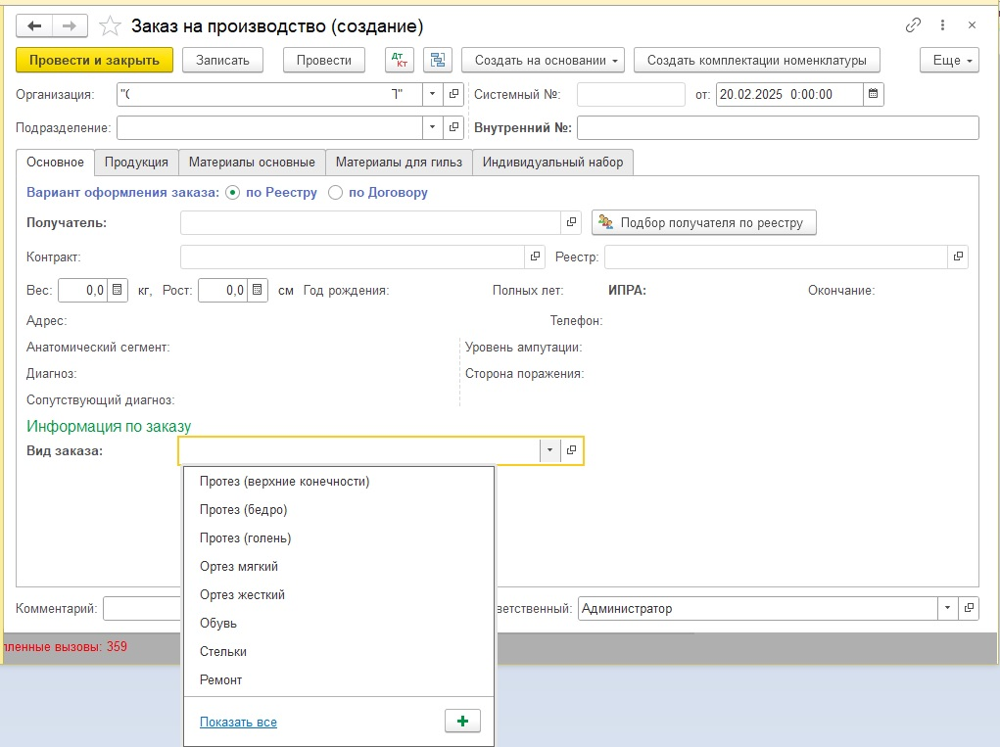 Заказ на производство (создание)
Провести и закрыть Записать Провести Дт Кт Создать на основании Создать комплектации номенклатуры Еще
Организация: Системный №: от: 20.02.2025 0:00:00
Подразделение: Внутренний №:
Основное Продукция Материалы основные Материалы для гильз Индивидуальный набор
Вариант оформления заказа: по Реестру по Договору
Получатель: Подбор получателя по реестру
Контракт: Реестр:
Вес: 0,0 кг, Рост: 0,0 см Год рождения: Полных лет: ИПРА: Окончание:
Адрес: Телефон:
Анатомический сегмент: Уровень ампутации:
Диагноз: Сторона поражения:
Сопутствующий диагноз:
Информация по заказу
Вид заказа:
Протез (верхние конечности)
Протез (бедро)
Протез (голень)
Ортез мягкий
Ортез жесткий
Обувь
Стельки
Ремонт
Показать все
Комментарий: ветственный: Администратор
пленные вызовы: 359